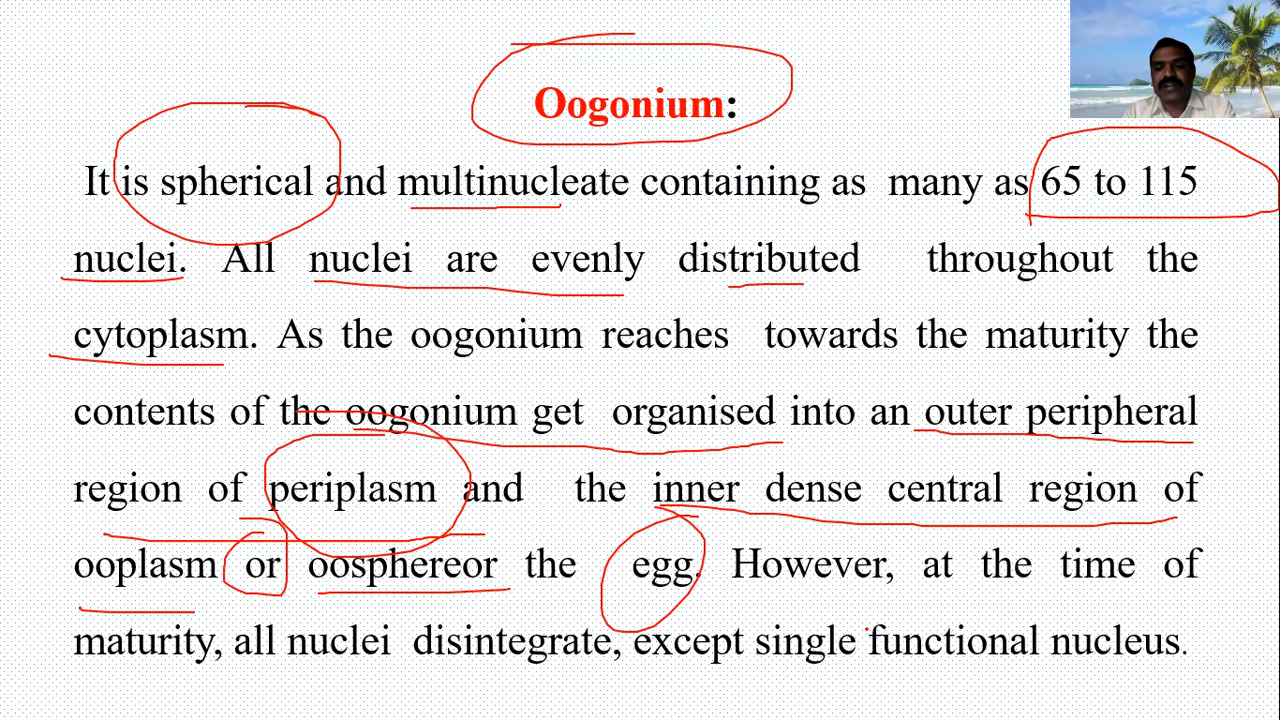 Oogonium:
It is spherical and multinucleate containing as many as 65 to 115
nuclei. All nuclei are evenly distributed throughout the
cytoplasm. As the oogonium reaches towards the maturity the
contents of the oogonium get organised into an outer peripheral
region of periplasm and the inner dense central region of
ooplasm or oosphereor the egg. However, at the time of
maturity, all nuclei disintegrate, except single functional nucleus.